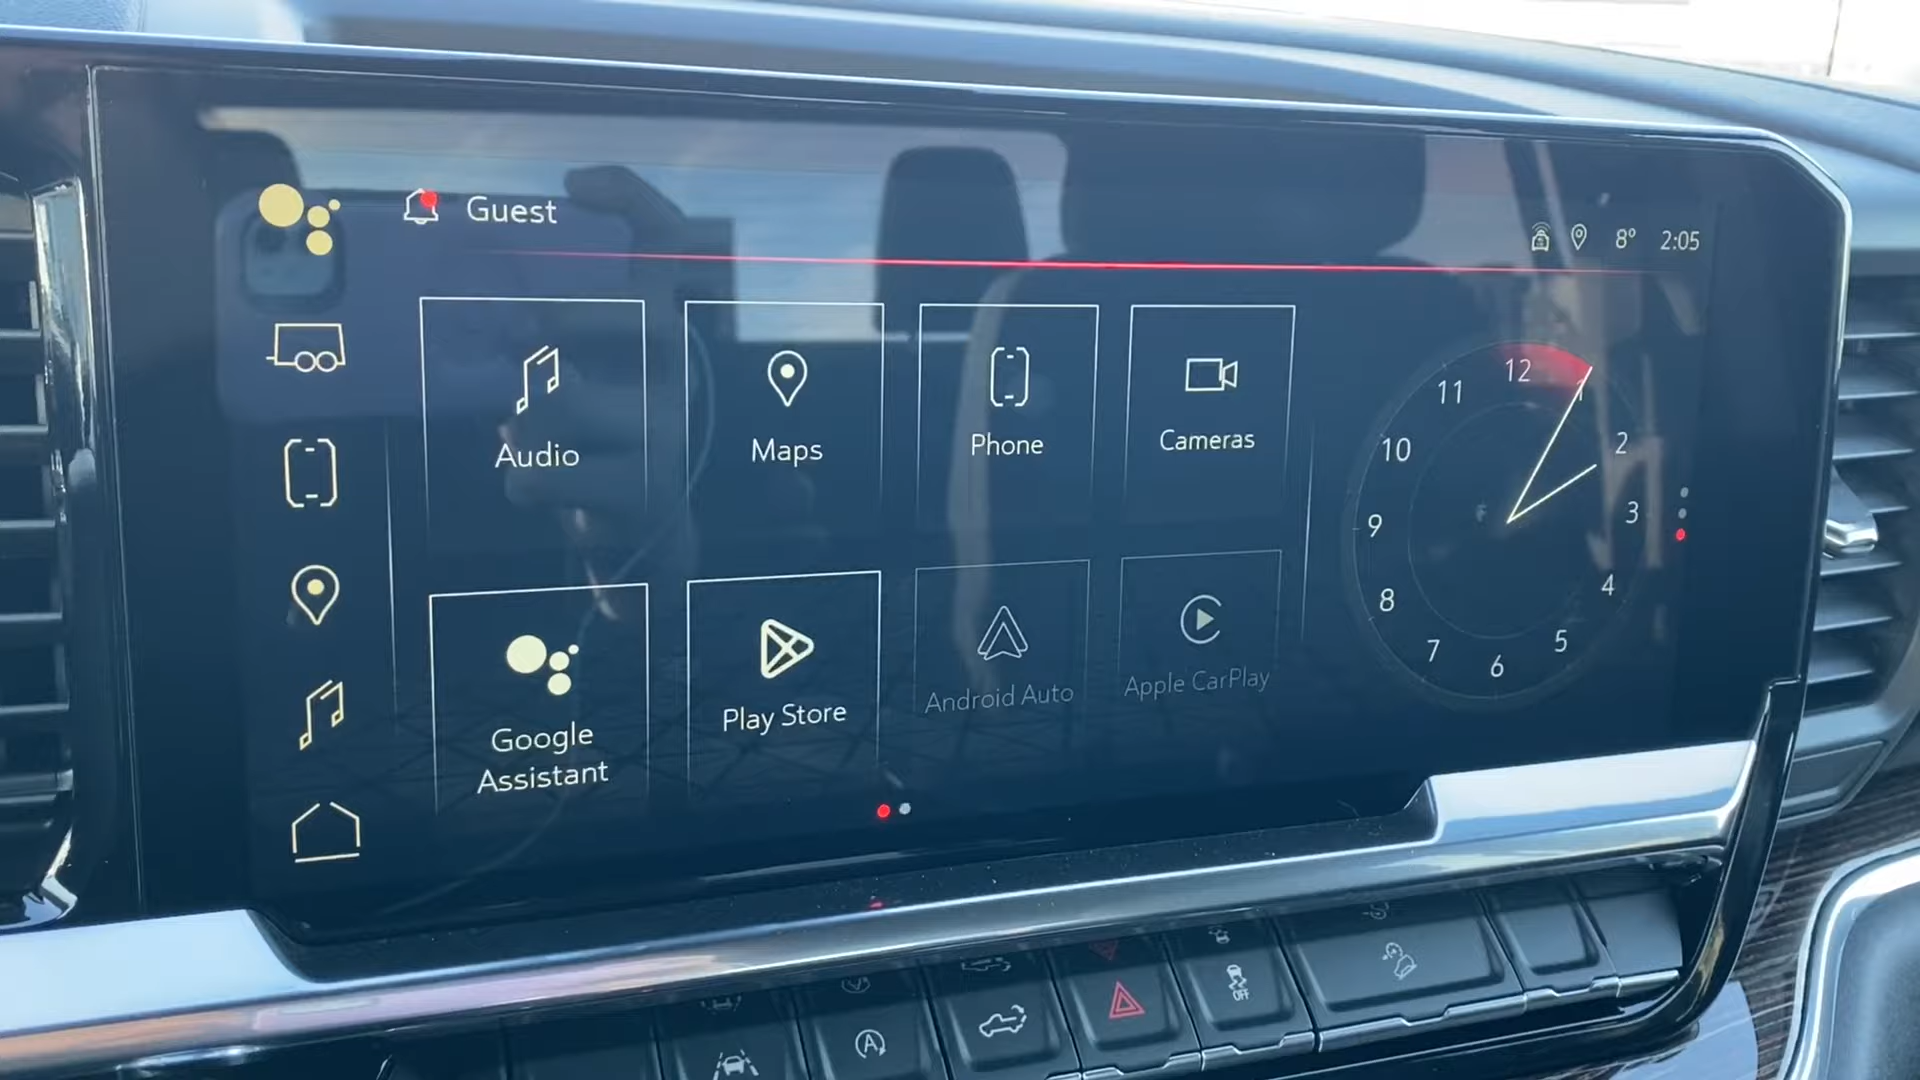 Guest
8° 2:05
Audio
Maps
Phone
Cameras
Google
Assistant
Play Store
Android Auto
Apple CarPlay
12
1
2
3
4
5
6
7
8
9
10
11
A
OFF